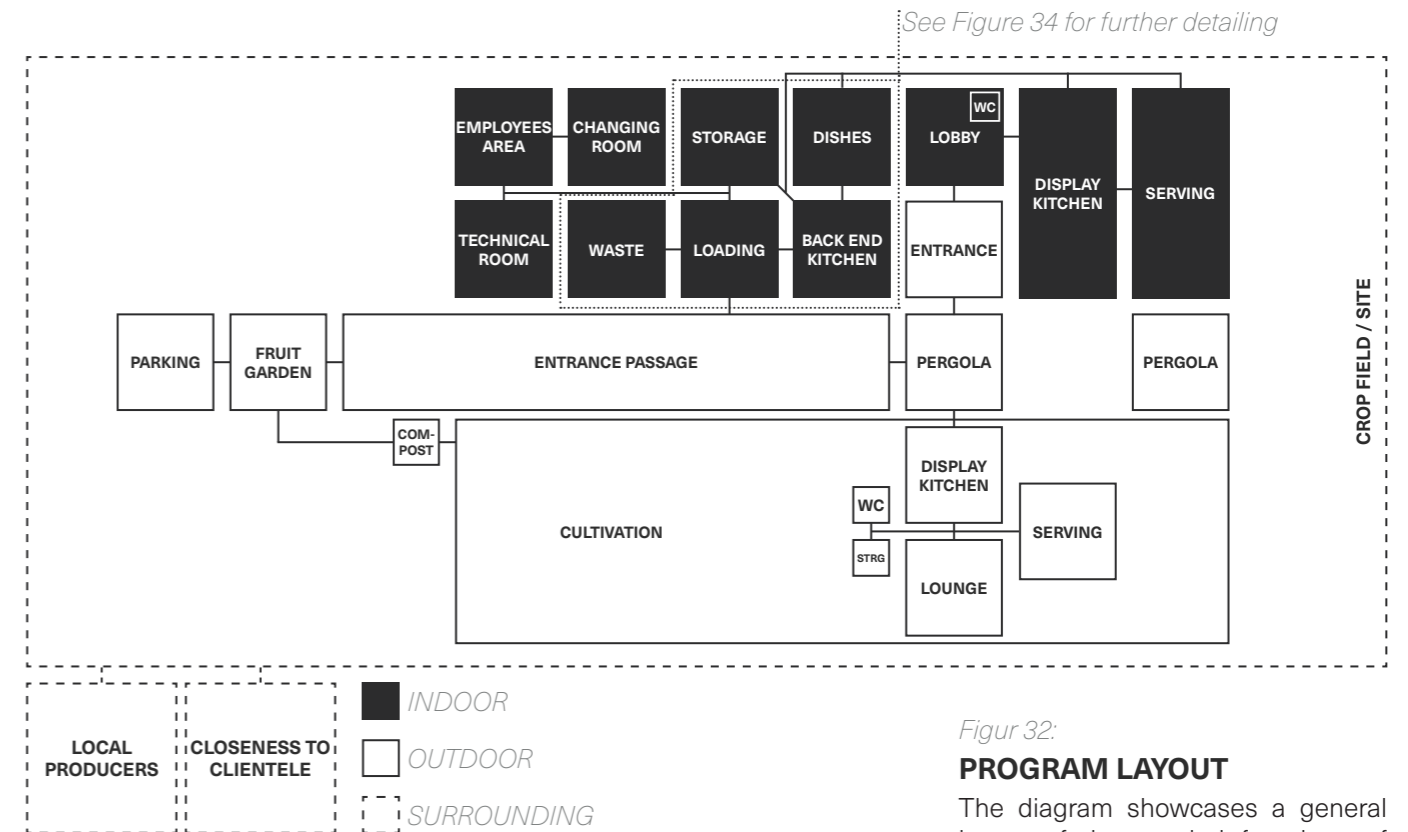 See Figure 34 for further detailing
EMPLOYEES
AREA
CHANGING
ROOM
STORAGE
DISHES
WC
LOBBY
DISPLAY
KITCHEN
SERVING
TECHNICAL
ROOM
WASTE
LOADING
BACK END
KITCHEN
ENTRANCE
PARKING
FRUIT
GARDEN
ENTRANCE PASSAGE
PERGOLA
PERGOLA
CROP FIELD / SITE
COM-
POST
CULTIVATION
DISPLAY
KITCHEN
WC
STRG
SERVING
LOUNGE
LOCAL
PRODUCERS
CLOSENESS TO
CLIENTELE
INDOOR
OUTDOOR
SURROUNDING
Figur 32:
PROGRAM LAYOUT
The diagram showcases a general